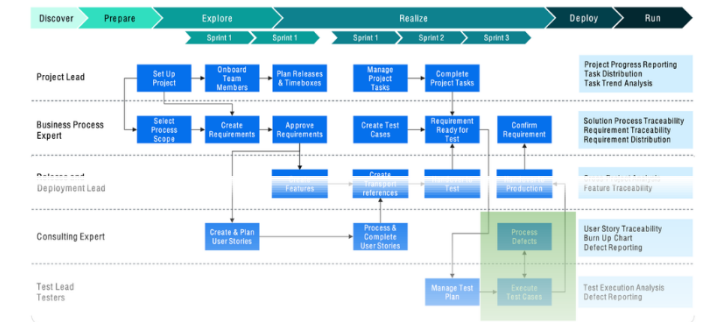 Discover
Prepare
Explore
Realize
Deploy
Run
Sprint 1
Sprint 1
Sprint 1
Sprint 2
Sprint 3
Project Lead
Set Up
Project
Onboard
Team
Members
Plan Releases
& Timeboxes
Manage
Project
Tasks
Complete
Project Tasks
Project Progress Reporting
Task Distribution
Task Trend Analysis
Business Process
Expert
Select
Process
Scope
Create
Requirements
Approve
Requirements
Create Test
Cases
Requirement
Ready for
Test
Confirm
Requirement
Solution Process Traceability
Requirement Traceability
Requirement Distribution
Deployment Lead
Features
Create
references
Test
Production
Feature Traceability
Consulting Expert
Create & Plan
User Stories
Process &
Complete
User Stories
Process
Defects
User Story Traceability
Burn Up Chart
Defect Reporting
Test Lead
Testers
Manage Test
Plan
Execute
Test Cases
Test Execution Analysis
Defect Reporting